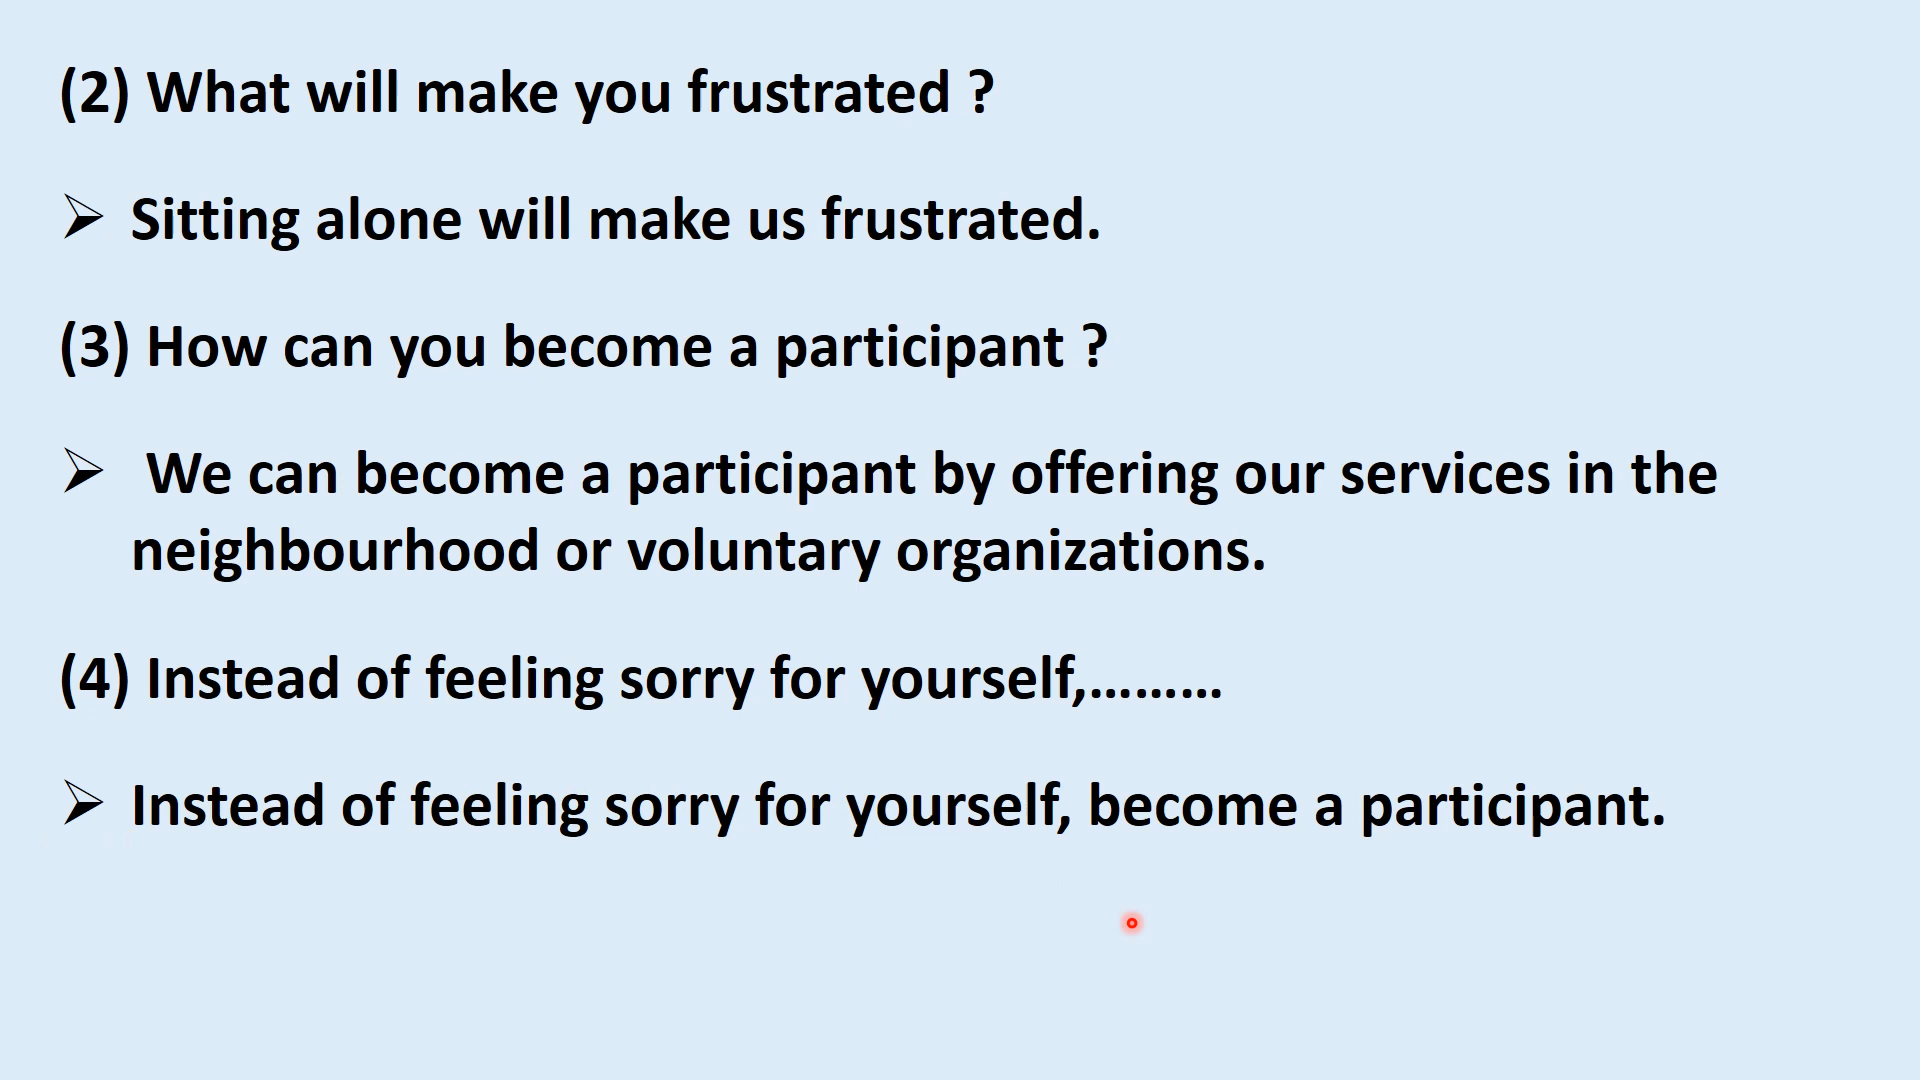 (2) What will make you frustrated ?
➢ Sitting alone will make us frustrated.
(3) How can you become a participant ?
➢ We can become a participant by offering our services in the
neighbourhood or voluntary organizations.
(4) Instead of feeling sorry for yourself,.........
➢ Instead of feeling sorry for yourself, become a participant.